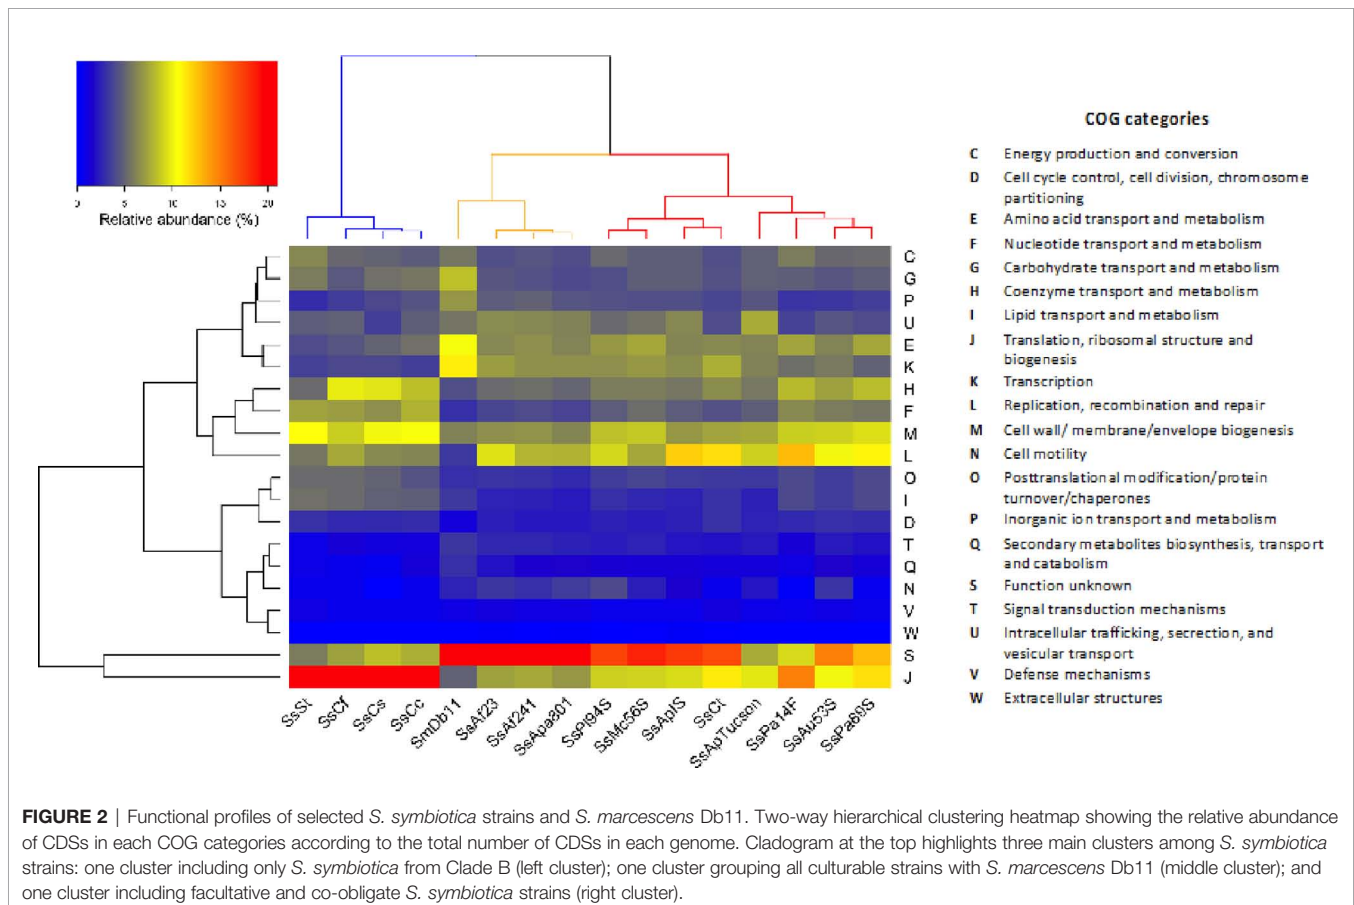 0 5 10 15 20
Relative abundance (%)
C
G
P
U
E
K
H
F
M
L
O
I
D
T
Q
N
V
W
S
J
SsSt
SsCf
SsCs
SsCc
SmDb11
SsAf23
SsAf241
SsApa801
SsPl94S
SsMc56S
SsApIS
SsCt
SsApTucson
SsPa14F
SsAu53S
SsPa69S
COG categories
C Energy production and conversion
D Cell cycle control, cell division, chromosome
partitioning
E Amino acid transport and metabolism
F Nucleotide transport and metabolism
G Carbohydrate transport and metabolism
H Coenzyme transport and metabolism
I Lipid transport and metabolism
J Translation, ribosomal structure and
biogenesis
K Transcription
L Replication, recombination and repair
M Cell wall/ membrane/envelope biogenesis
N Cell motility
O Posttranslational modification/protein
turnover/chaperones
P Inorganic ion transport and metabolism
Q Secondary metabolites biosynthesis, transport
and catabolism
S Function unknown
T Signal transduction mechanisms
U Intracellular trafficking, secretion, and
vesicular transport
V Defense mechanisms
W Extracellular structures
FIGURE 2 | Functional profiles of selected S. symbiotica strains and S. marcescens Db11. Two-way hierarchical clustering heatmap showing the relative abundance
of CDSs in each COG categories according to the total number of CDSs in each genome. Cladogram at the top highlights three main clusters among S. symbiotica
strains: one cluster including only S. symbiotica from Clade B (left cluster); one cluster grouping all culturable strains with S. marcescens Db11 (middle cluster); and
one cluster including facultative and co-obligate S. symbiotica strains (right cluster).